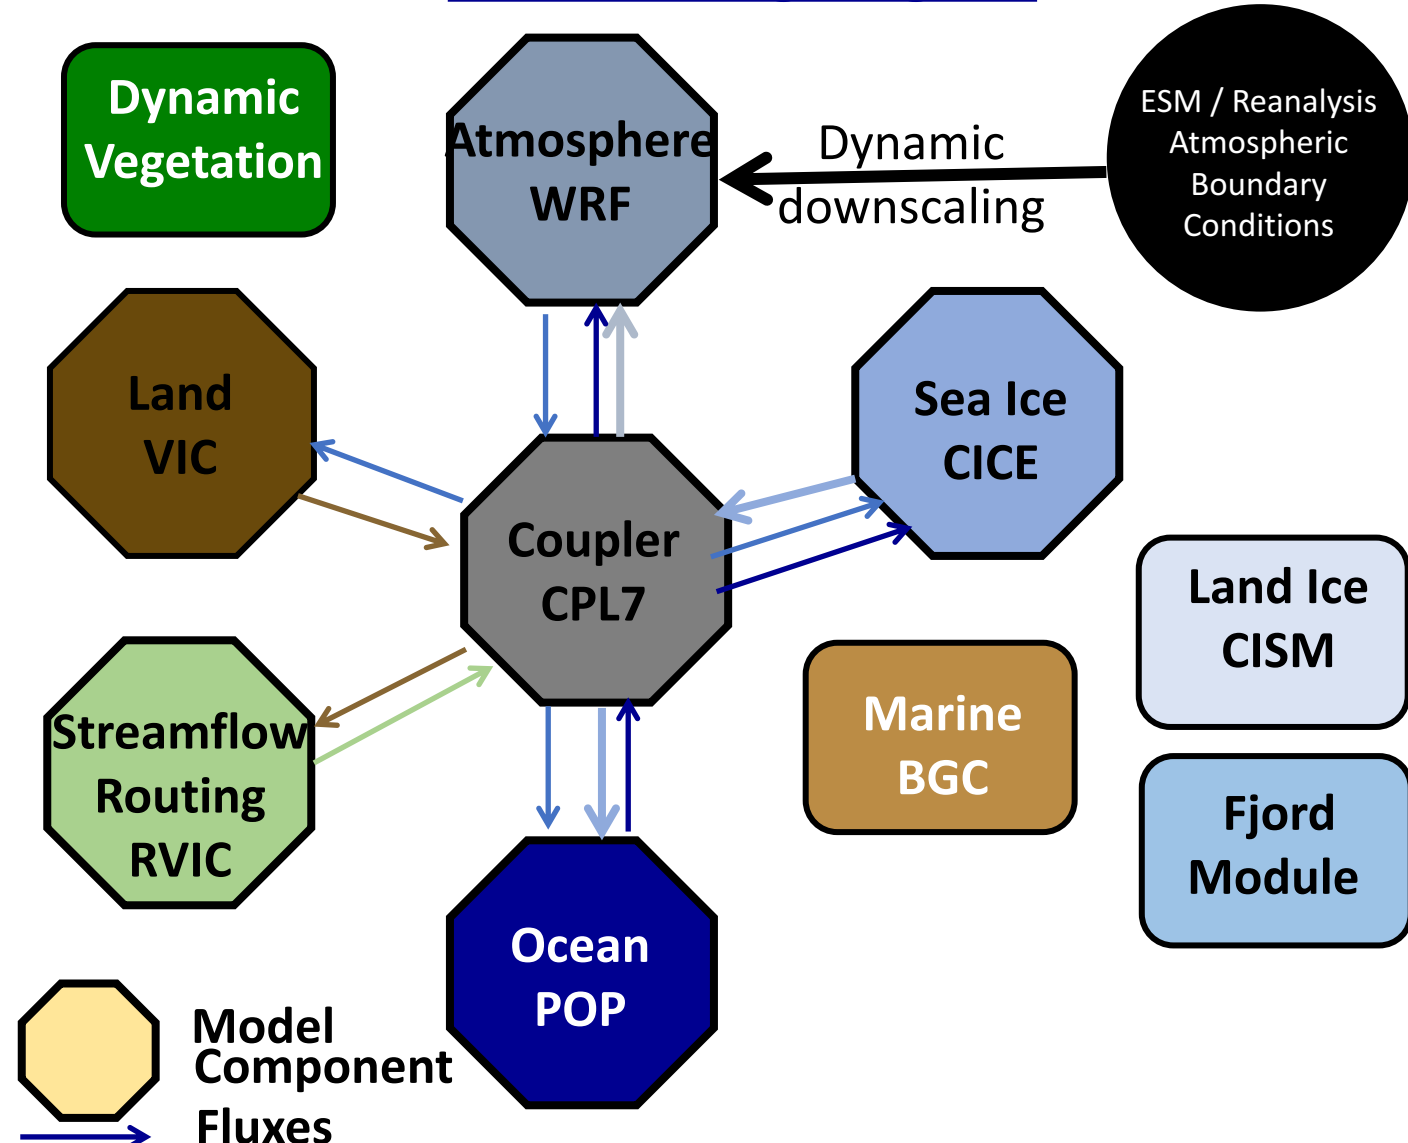 Dynamic
Vegetation
Atmosphere
WRF
Dynamic
downscaling
ESM / Reanalysis
Atmospheric
Boundary
Conditions
Land
VIC
Sea Ice
CICE
Coupler
CPL7
Land Ice
CISM
Streamflow
Routing
RVIC
Marine
BGC
Fjord
Module
Ocean
POP
Model
Component
Fluxes